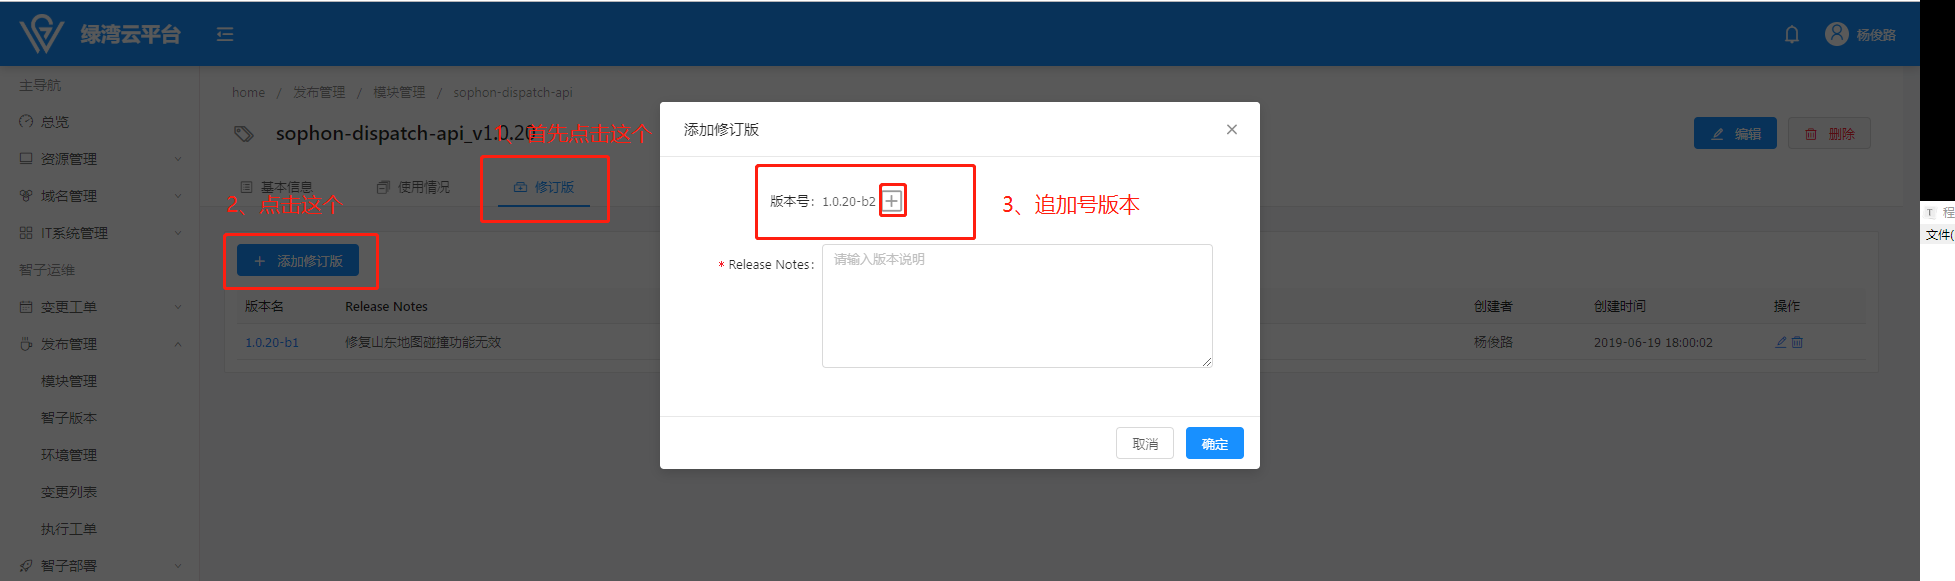 绿湾云平台
杨俊路
主导航
总览
资源管理
域名管理
IT系统管理
智子运维
变更工单
发布管理
模块管理
智子版本
环境管理
变更列表
执行工单
智子部署
home / 发布管理 / 模块管理 / sophon-dispatch-api
sophon-dispatch-api_v1.0.20
1、首先点击这个
编辑
删除
基本信息
使用情况
修订版
2、点击这个
+ 添加修订版
版本名
Release Notes
创建者
创建时间
操作
1.0.20-b1
修复山东地图碰撞功能无效
杨俊路
2019-06-19 18:00:02
添加修订版
版本号: 1.0.20-b2
3、追加号版本
* Release Notes:
请输入版本说明
取消
确定
T 程
文件(